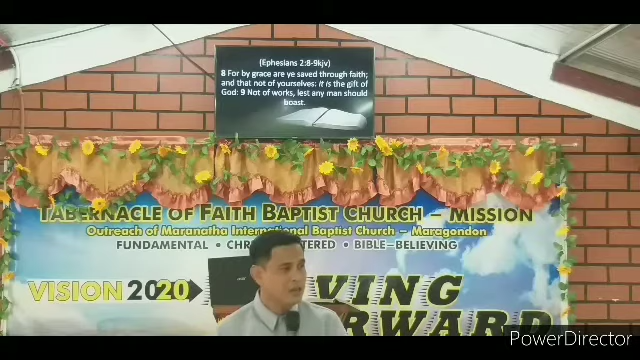 (Ephesians 2:8-9kjv)
8 For by grace are ye saved through faith;
and that not of yourselves: it is the gift of
God: 9 Not of works, lest any man should
boast.
TABERNACLE OF FAITH BAPTIST CHURCH – MISSION
Outreach of Maranatha International Baptist Church – Maragondon
FUNDAMENTAL • CHR TERED • BIBLE–BELIEVING
VISION 2020
VING
RWARD
PowerDirector